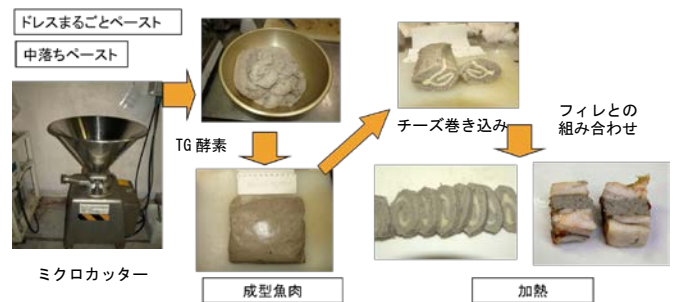 ドレスまるごとペースト
中落ちペースト
ミクロカッター
TG 酵素
成型魚肉
チーズ巻き込み
フィレとの
組み合わせ
加熱